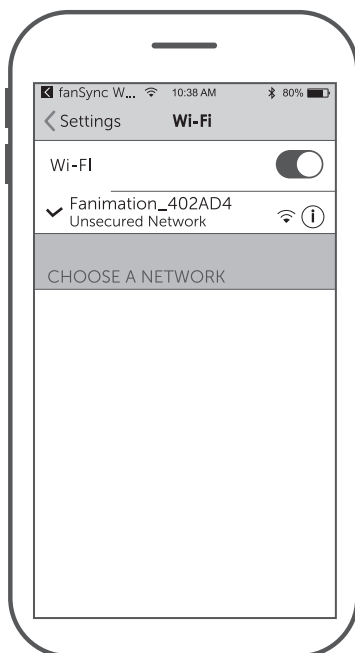 fanSync W... 10:38 AM 80%
Settings Wi-Fi
Wi-FI
Fanimation_402AD4
Unsecured Network
CHOOSE A NETWORK